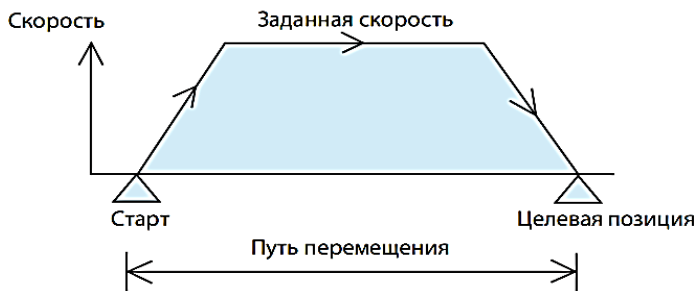 Скорость
Заданная скорость
Старт
Целевая позиция
Путь перемещения